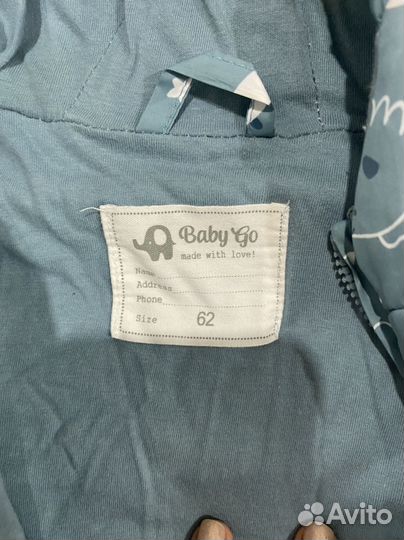 Baby Go
made with love!
Name
Address
Phone
Size 62
Avito